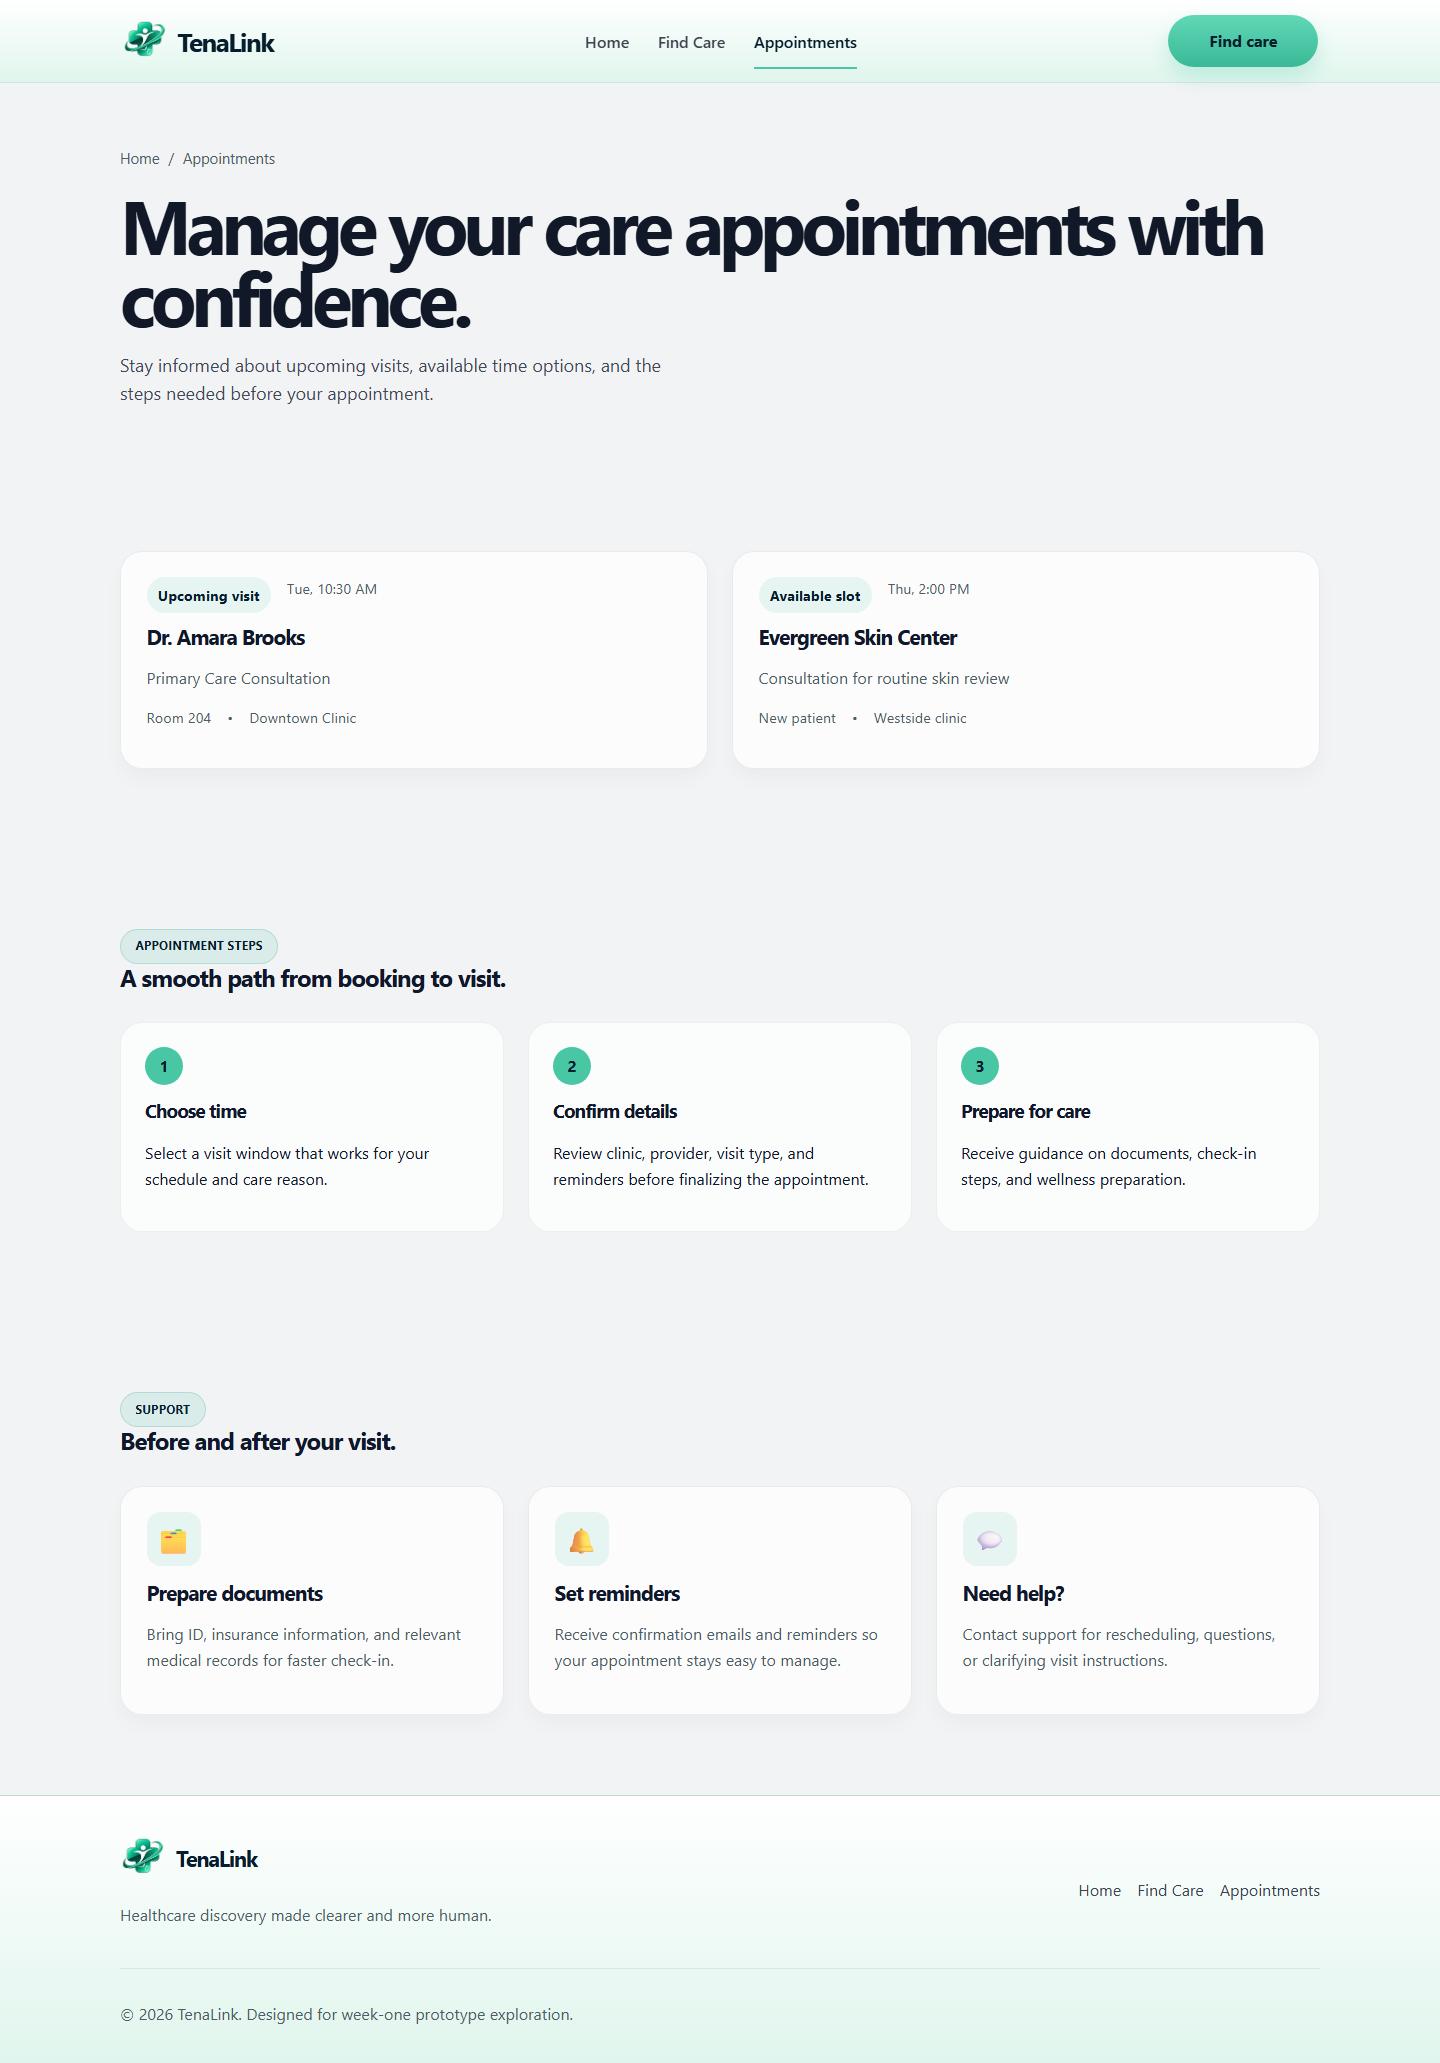 TenaLink
Home Find Care Appointments
Find care
Home / Appointments
Manage your care appointments with
confidence.
Stay informed about upcoming visits, available time options, and the
steps needed before your appointment.
Upcoming visit Tue, 10:30 AM
Dr. Amara Brooks
Primary Care Consultation
Room 204 • Downtown Clinic
Available slot Thu, 2:00 PM
Evergreen Skin Center
Consultation for routine skin review
New patient • Westside clinic
APPOINTMENT STEPS
A smooth path from booking to visit.
1
Choose time
Select a visit window that works for your
schedule and care reason.
2
Confirm details
Review clinic, provider, visit type, and
reminders before finalizing the appointment.
3
Prepare for care
Receive guidance on documents, check-in
steps, and wellness preparation.
SUPPORT
Before and after your visit.
Prepare documents
Bring ID, insurance information, and relevant
medical records for faster check-in.
Set reminders
Receive confirmation emails and reminders so
your appointment stays easy to manage.
Need help?
Contact support for rescheduling, questions,
or clarifying visit instructions.
TenaLink
Healthcare discovery made clearer and more human.
Home Find Care Appointments
© 2026 TenaLink. Designed for week-one prototype exploration.